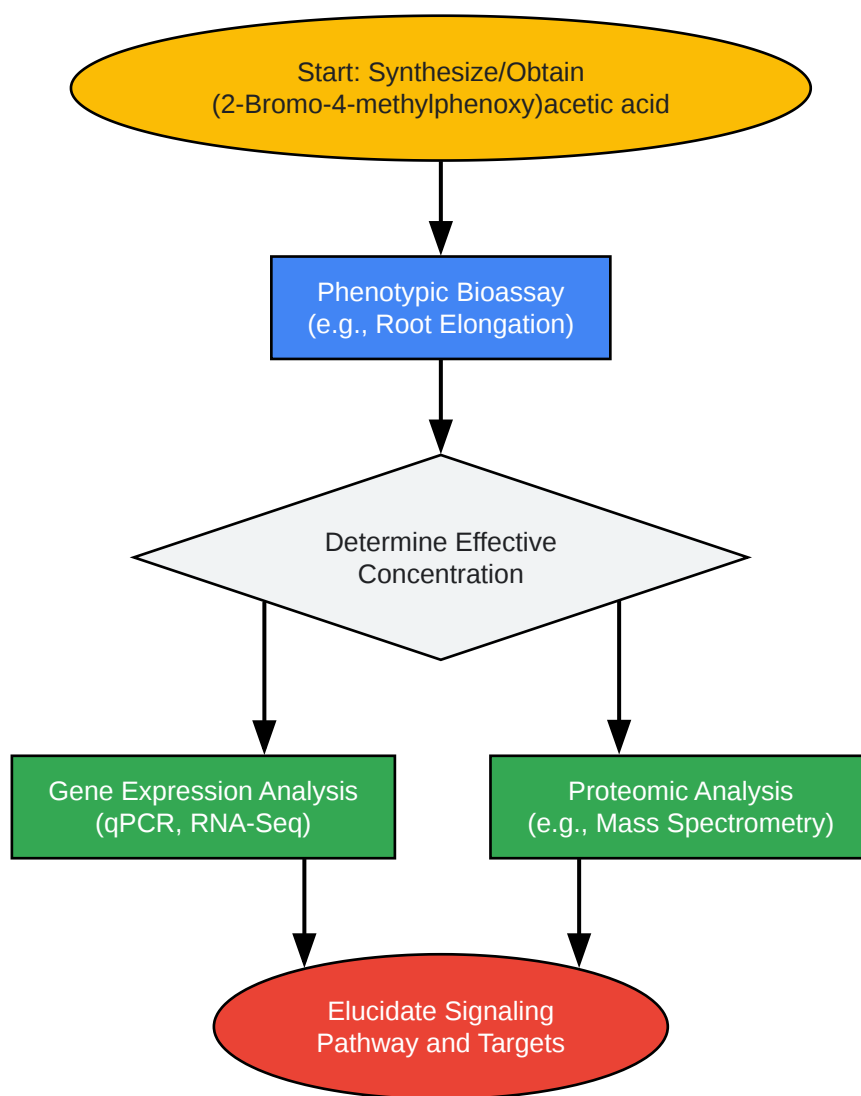 Start: Synthesize/Obtain
(2-Bromo-4-methylphenoxy)acetic acid
Phenotypic Bioassay
(e.g., Root Elongation)
Determine Effective
Concentration
Gene Expression Analysis
(qPCR, RNA-Seq)
Proteomic Analysis
(e.g., Mass Spectrometry)
Elucidate Signaling
Pathway and Targets